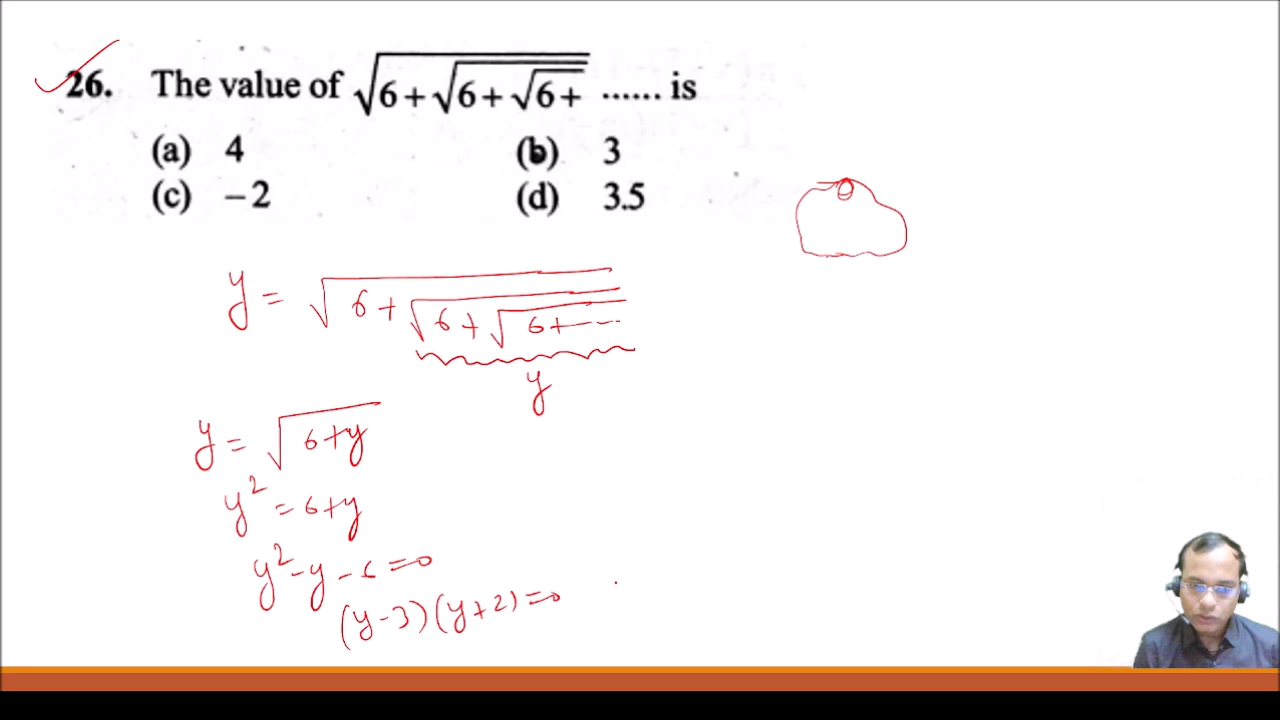 26. The value of √6+√6+√6+ ...... is
(a) 4 (b) 3
(c) –2 (d) 3.5
y = √6+√6+√6+---
y
y = √6+y
y² = 6+y
y²-y-6=0
(y-3)(y+2)=0